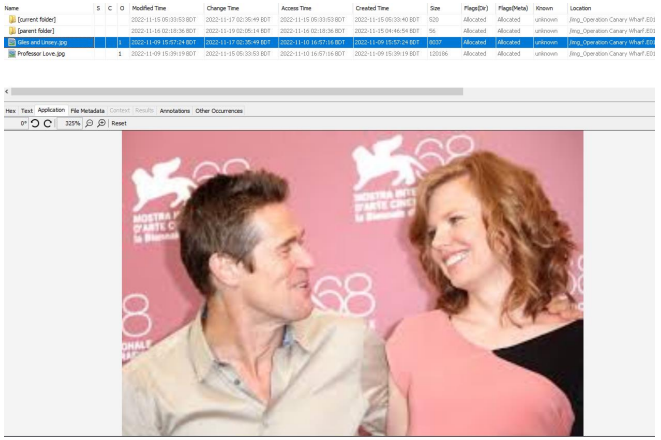 Name S C O Modified Time Change Time Access Time Created Time Size Flags(Dir) Flags(Meta) Known Location
[current folder] 2022-11-15 05:33:53 BDT 2022-11-17 02:35:49 BDT 2022-11-15 05:33:53 BDT 2022-11-15 05:33:40 BDT 520 Allocated Allocated unknown /img_Operation Canary Wharf.E01
[parent folder] 2022-11-16 02:18:36 BDT 2022-11-19 02:05:14 BDT 2022-11-16 02:18:36 BDT 2022-11-15 04:46:54 BDT 56 Allocated Allocated unknown /img_Operation Canary Wharf.E01
Giles and Linsey.jpg 1 2022-11-09 15:57:24 BDT 2022-11-17 02:35:49 BDT 2022-11-10 16:57:16 BDT 2022-11-09 15:57:24 BDT 8037 Allocated Allocated unknown /img_Operation Canary Wharf.E01
Professor Love.jpg 1 2022-11-09 15:39:19 BDT 2022-11-15 05:33:53 BDT 2022-11-10 16:57:16 BDT 2022-11-09 15:39:19 BDT 120186 Allocated Allocated unknown /img_Operation Canary Wharf.E01
Hex Text Application File Metadata Context Results Annotations Other Occurrences
0° 325% Reset
68
MOSTRA
D'ARTE
la Biennale
MOSTRA INTE
D'ARTE CINE
la Biennale
68
68
68